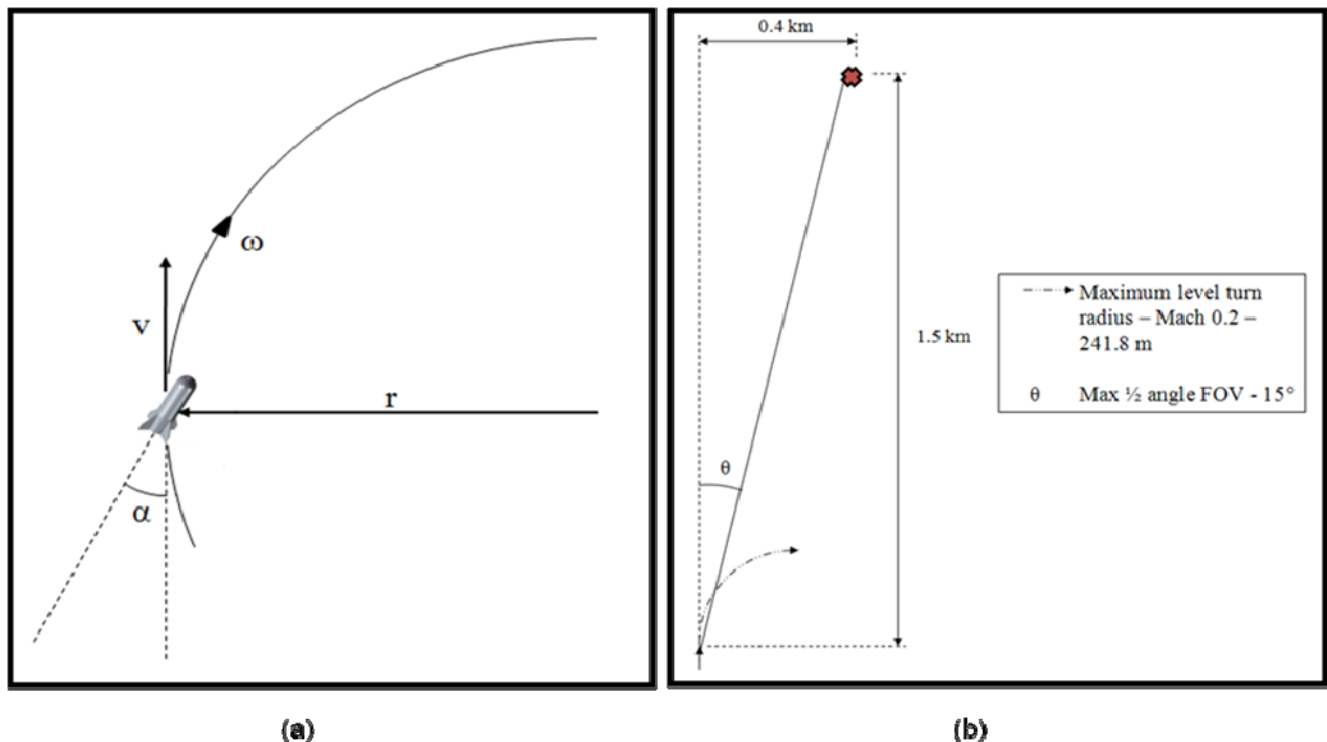 ω
v
r
α
(a)
0.4 km
1.5 km
θ
Maximum level turn
radius – Mach 0.2 –
241.8 m
θ Max ½ angle FOV - 15°
(b)